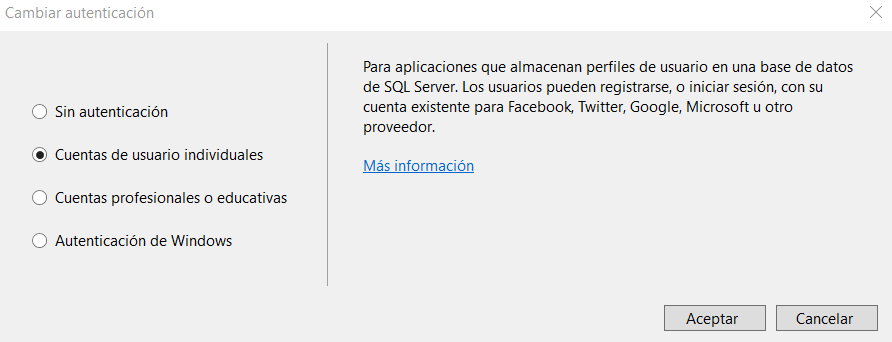 Cambiar autenticación
Sin autenticación
Cuentas de usuario individuales
Cuentas profesionales o educativas
Autenticación de Windows
Para aplicaciones que almacenan perfiles de usuario en una base de datos
de SQL Server. Los usuarios pueden registrarse, o iniciar sesión, con su
cuenta existente para Facebook, Twitter, Google, Microsoft u otro
proveedor.
Más información
Aceptar
Cancelar